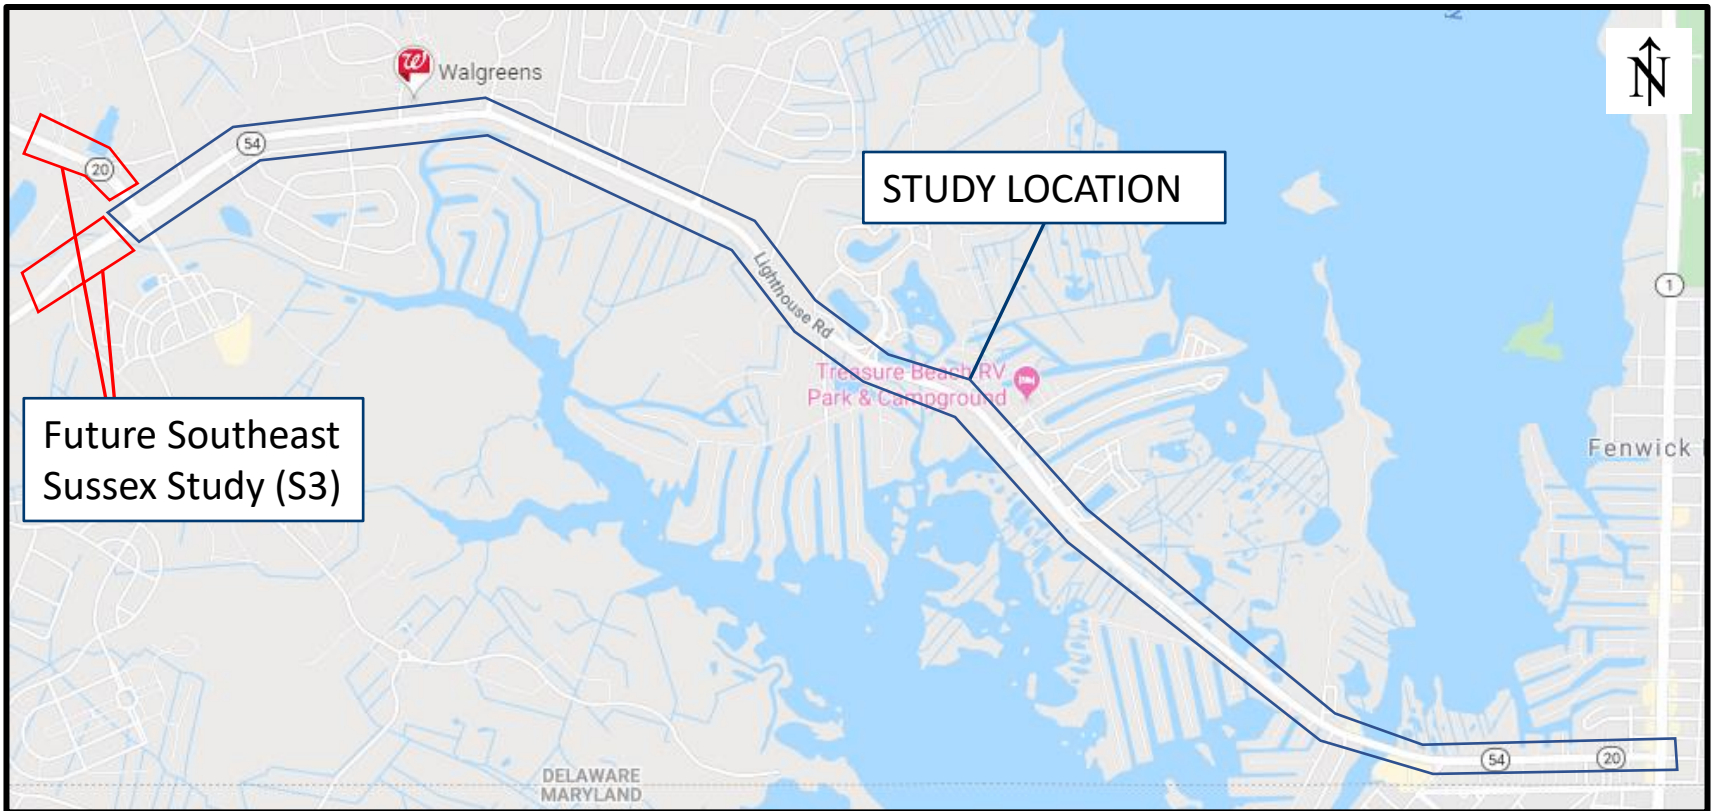 Walgreens
N
54
20
STUDY LOCATION
1
Lighthouse Rd
Treasure Beach RV
Park & Campground
Future Southeast
Sussex Study (S3)
Fenwick
54
20
DELAWARE
MARYLAND